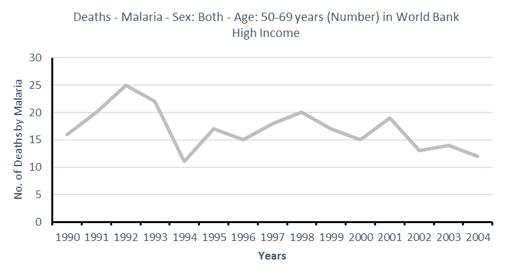 Deaths - Malaria - Sex: Both - Age: 50-69 years (Number) in World Bank
High Income
30
25
20
15
10
5
0
No. of Deaths by Malaria
1990 1991 1992 1993 1994 1995 1996 1997 1998 1999 2000 2001 2002 2003 2004
Years